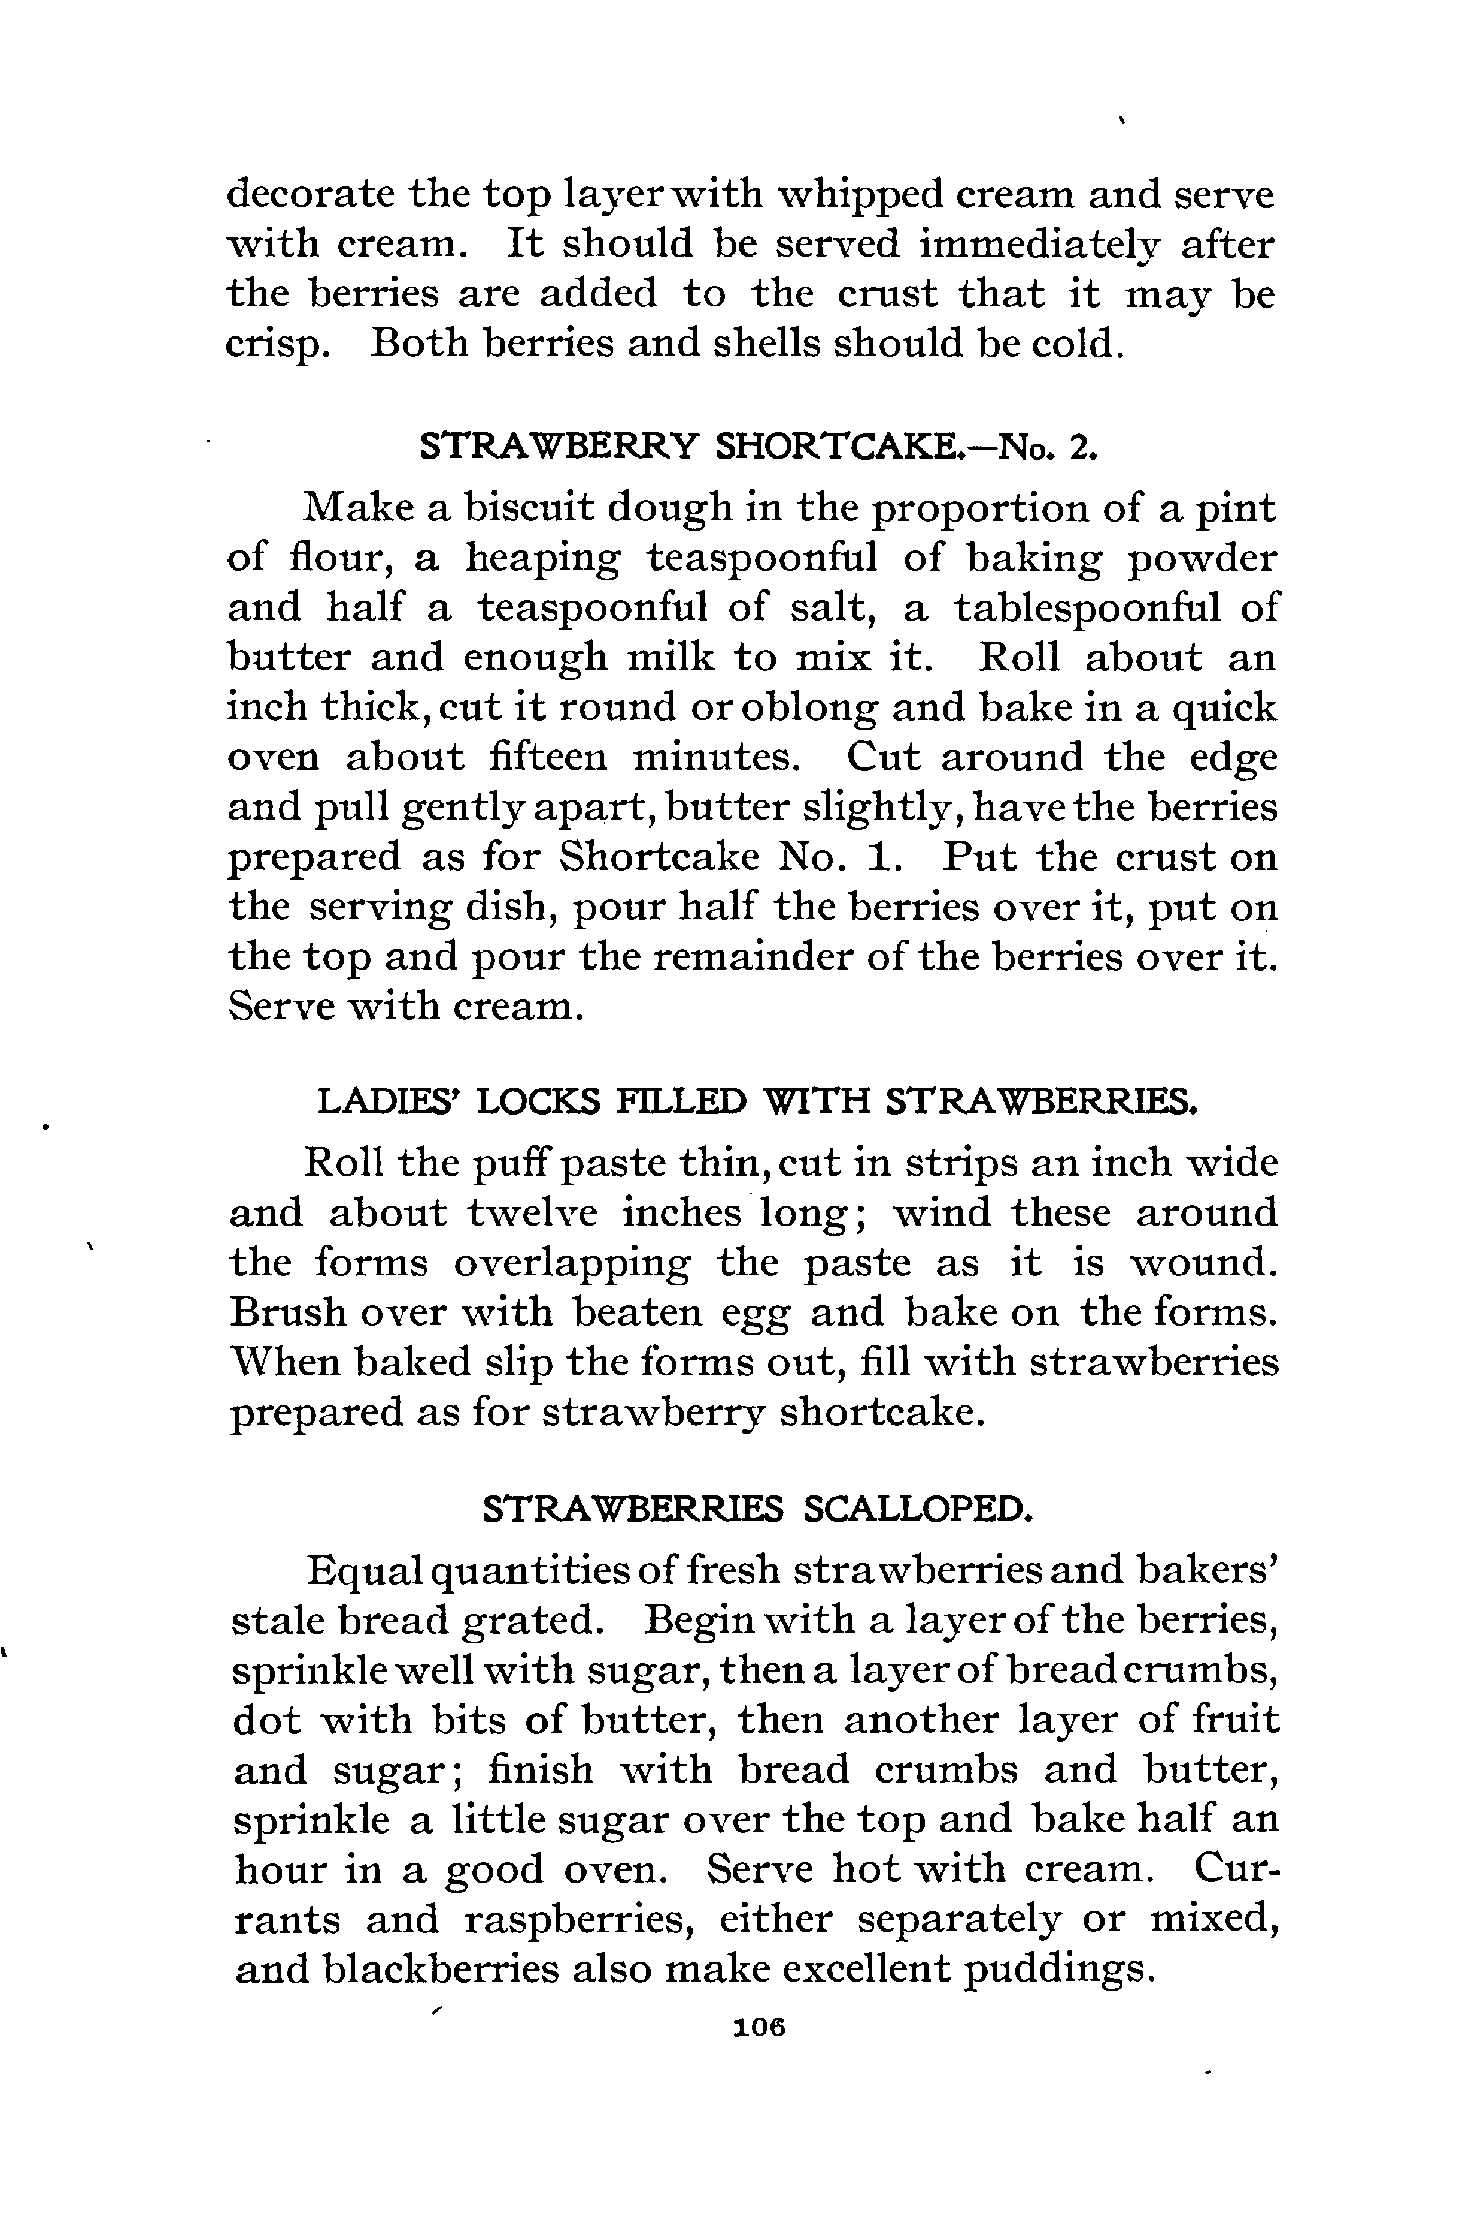 decorate the top layer with whipped cream and serve
with cream. It should be served immediately after
the berries are added to the crust that it may be
crisp. Both berries and shells should be cold.
STRAWBERRY SHORTCAKE.—No. 2.
Make a biscuit dough in the proportion of a pint
of flour, a heaping teaspoonful of baking powder
and half a teaspoonful of salt, a tablespoonful of
butter and enough milk to mix it. Roll about an
inch thick, cut it round or oblong and bake in a quick
oven about fifteen minutes. Cut around the edge
and pull gently apart, butter slightly, have the berries
prepared as for Shortcake No. 1. Put the crust on
the serving dish, pour half the berries over it, put on
the top and pour the remainder of the berries over it.
Serve with cream.
LADIES' LOCKS FILLED WITH STRAWBERRIES.
Roll the puff paste thin, cut in strips an inch wide
and about twelve inches long; wind these around
the forms overlapping the paste as it is wound.
Brush over with beaten egg and bake on the forms.
When baked slip the forms out, fill with strawberries
prepared as for strawberry shortcake.
STRAWBERRIES SCALLOPED.
Equal quantities of fresh strawberries and bakers'
stale bread grated. Begin with a layer of the berries,
sprinkle well with sugar, then a layer of bread crumbs,
dot with bits of butter, then another layer of fruit
and sugar; finish with bread crumbs and butter,
sprinkle a little sugar over the top and bake half an
hour in a good oven. Serve hot with cream. Cur-
rants and raspberries, either separately or mixed,
and blackberries also make excellent puddings.
106